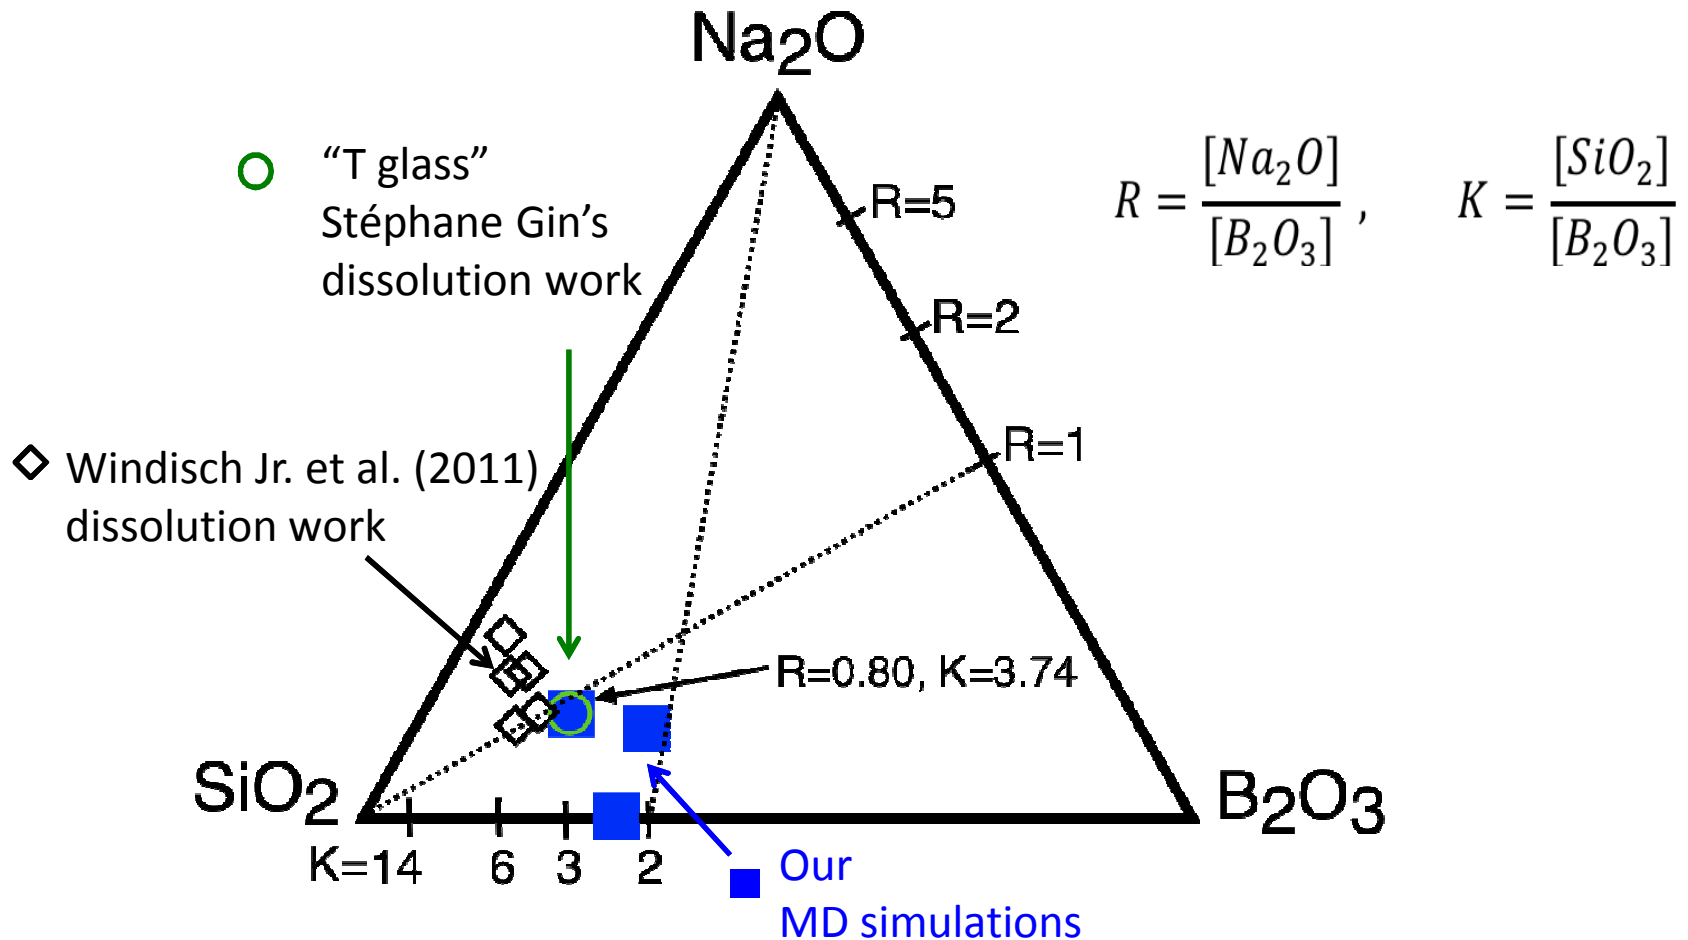 Na2O
“T glass”
Stéphane Gin’s
dissolution work
R=5
R = [Na2O] / [B2O3] , K = [SiO2] / [B2O3]
R=2
R=1
Windisch Jr. et al. (2011)
dissolution work
R=0.80, K=3.74
SiO2
B2O3
K=14 6 3 2
Our
MD simulations